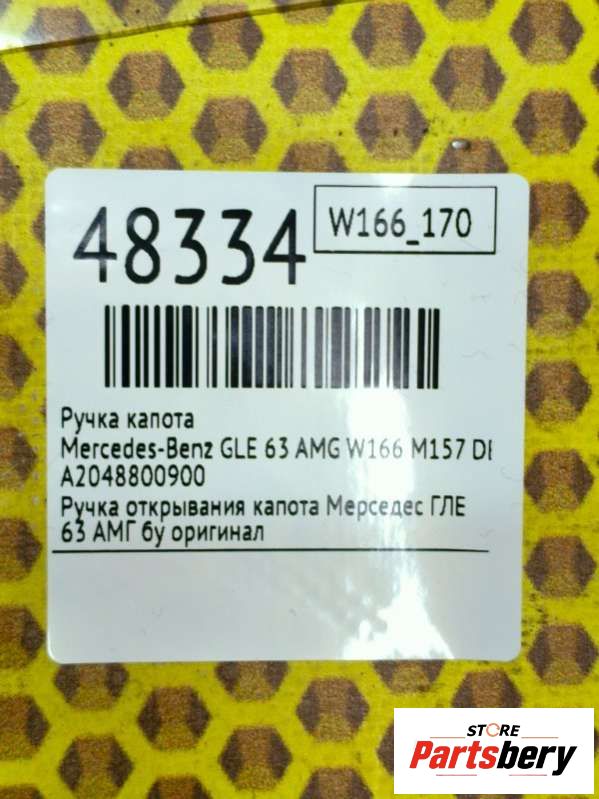 48334
W166_170
Ручка капота
Mercedes-Benz GLE 63 AMG W166 M157 DE
A2048800900
Ручка открывания капота Мерседес ГЛЕ
63 АМГ бу оригинал
STORE
Partsbery